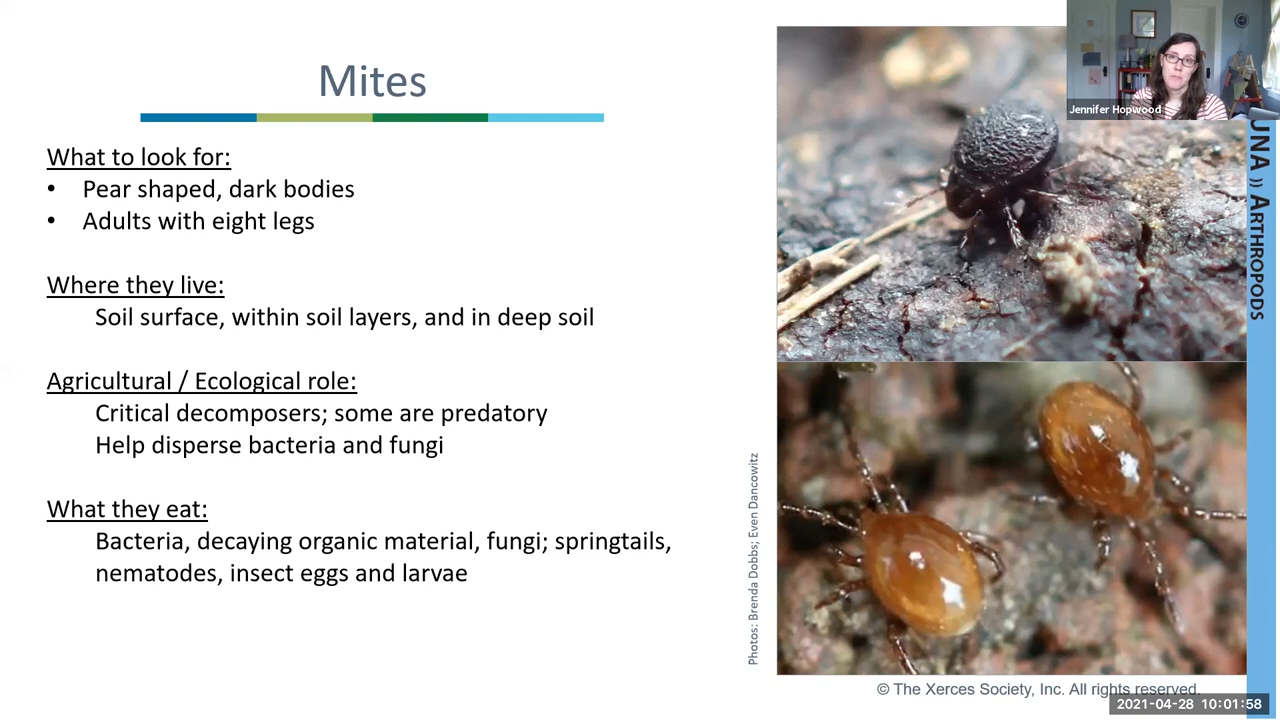 Mites
What to look for:
• Pear shaped, dark bodies
• Adults with eight legs
Where they live:
Soil surface, within soil layers, and in deep soil
Agricultural / Ecological role:
Critical decomposers; some are predatory
Help disperse bacteria and fungi
What they eat:
Bacteria, decaying organic material, fungi; springtails,
nematodes, insect eggs and larvae
Photos: Brenda Dobbs; Even Dancowitz
Jennifer Hopwood
UNA )) ARTHROPODS
© The Xerces Society, Inc. All rights reserved.
2021-04-28 10:01:58